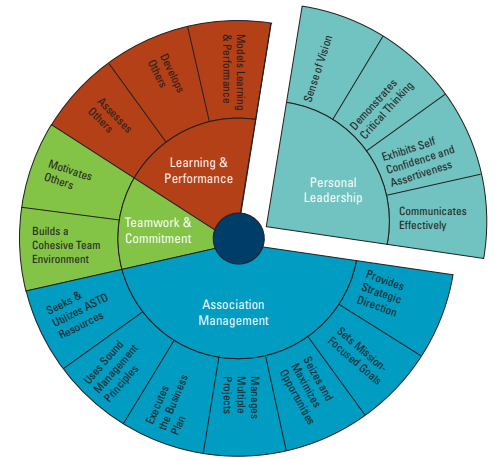 Sense of Vision
Demonstrates
Critical Thinking
Exhibits Self
Confidence and
Assertiveness
Communicates
Effectively
Personal
Leadership
Models Learning
& Performance
Develops
Others
Assesses
Others
Learning &
Performance
Motivates
Others
Builds a
Cohesive Team
Environment
Teamwork &
Commitment
Association
Management
Seeks &
Utilizes ASTD
Resources
Uses Sound
Management
Principles
Executes
the Business
Plan
Manages
Multiple
Projects
Seizes and
Maximizes
Opportunities
Sets Mission-
Focused Goals
Provides
Strategic
Direction